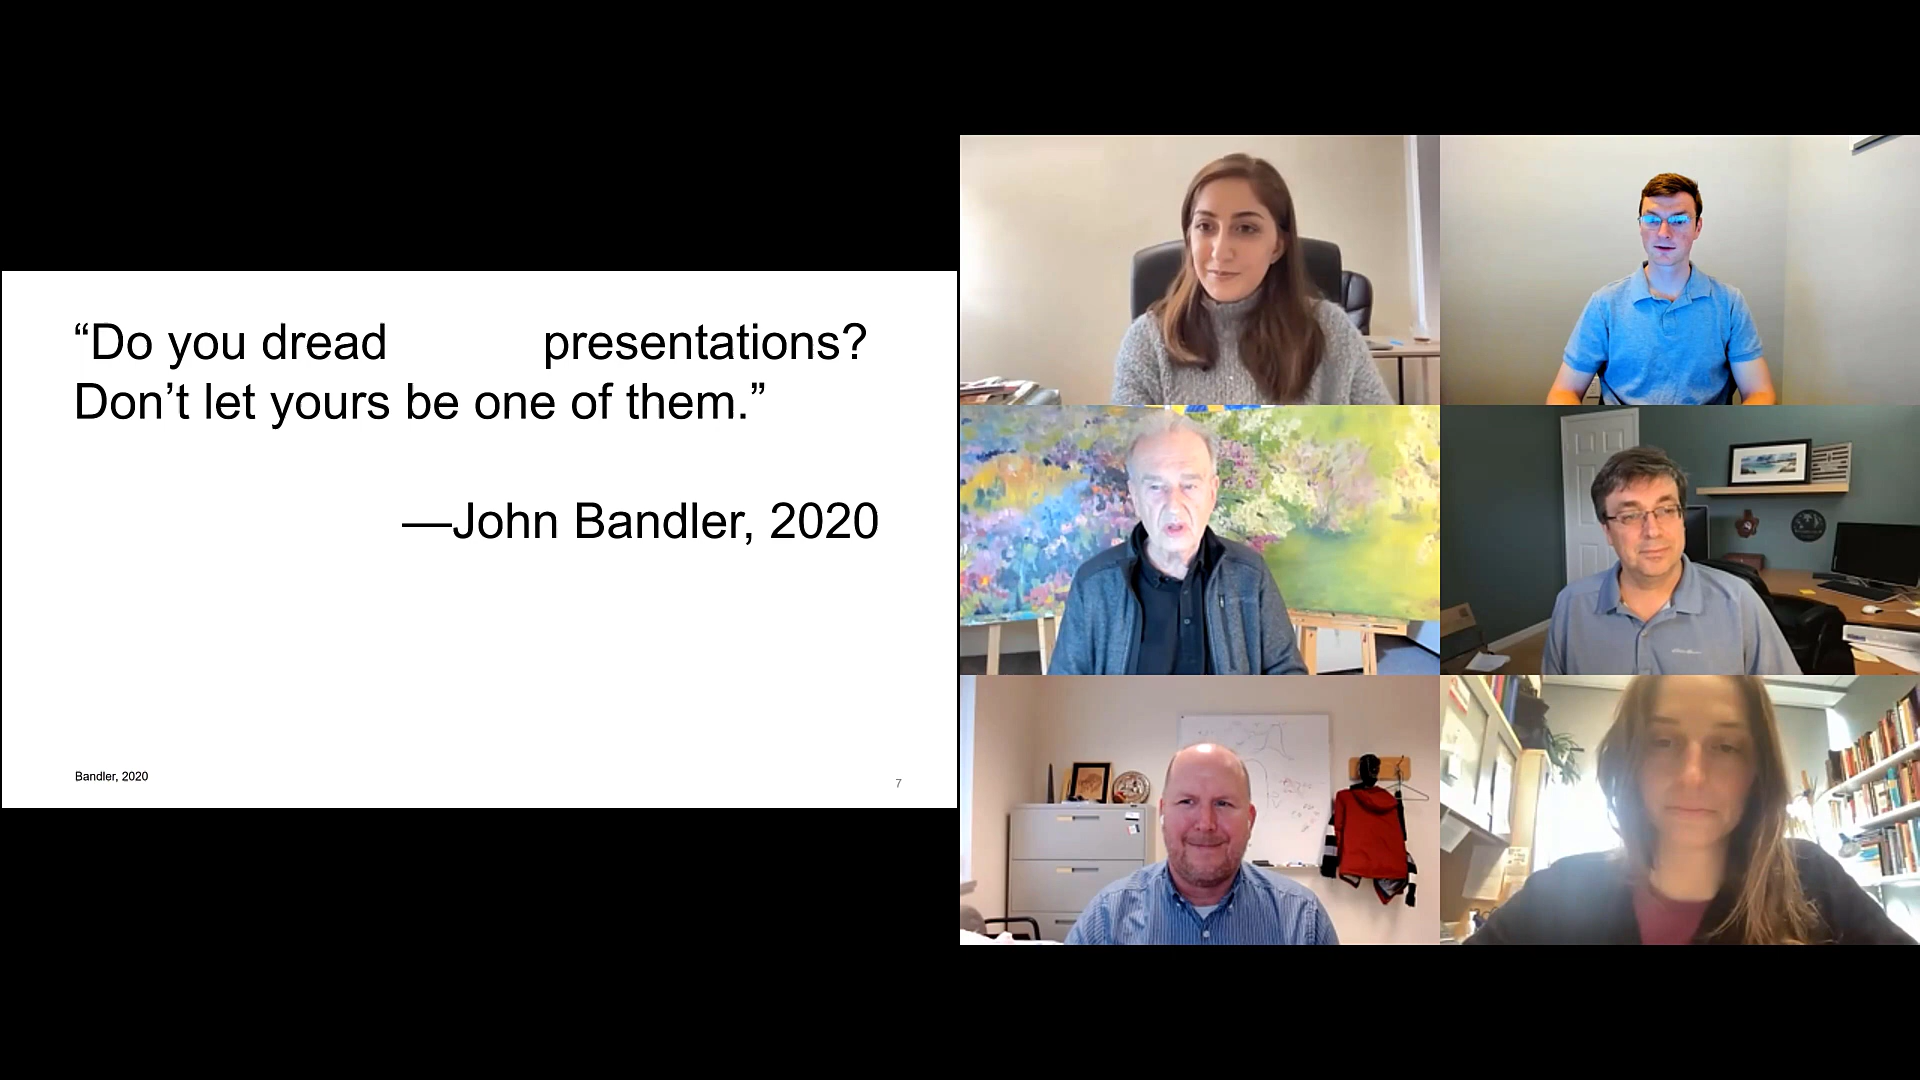 “Do you dread presentations?
Don’t let yours be one of them.”
—John Bandler, 2020
Bandler, 2020
7